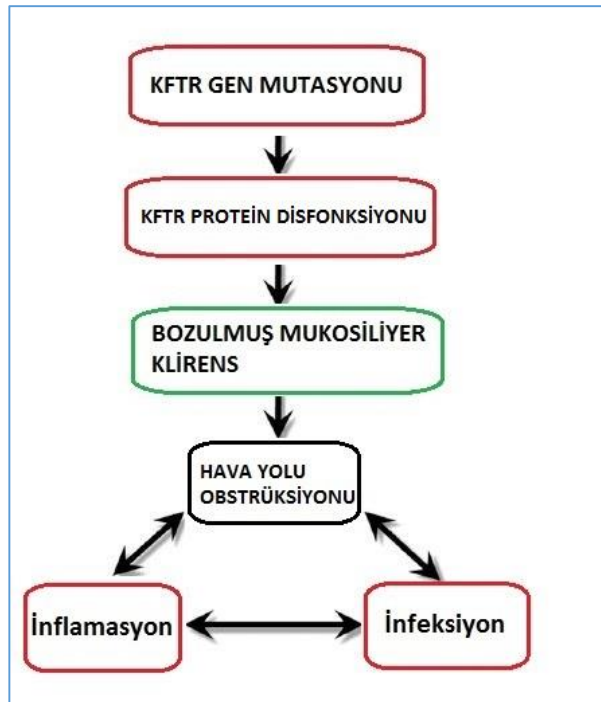 KFTR GEN MUTASYONU
KFTR PROTEİN DİSFONKSİYONU
BOZULMUŞ MUKOSİLİYER
KLİRENS
HAVA YOLU
OBSTRÜKSİYONU
İnflamasyon
İnfeksiyon